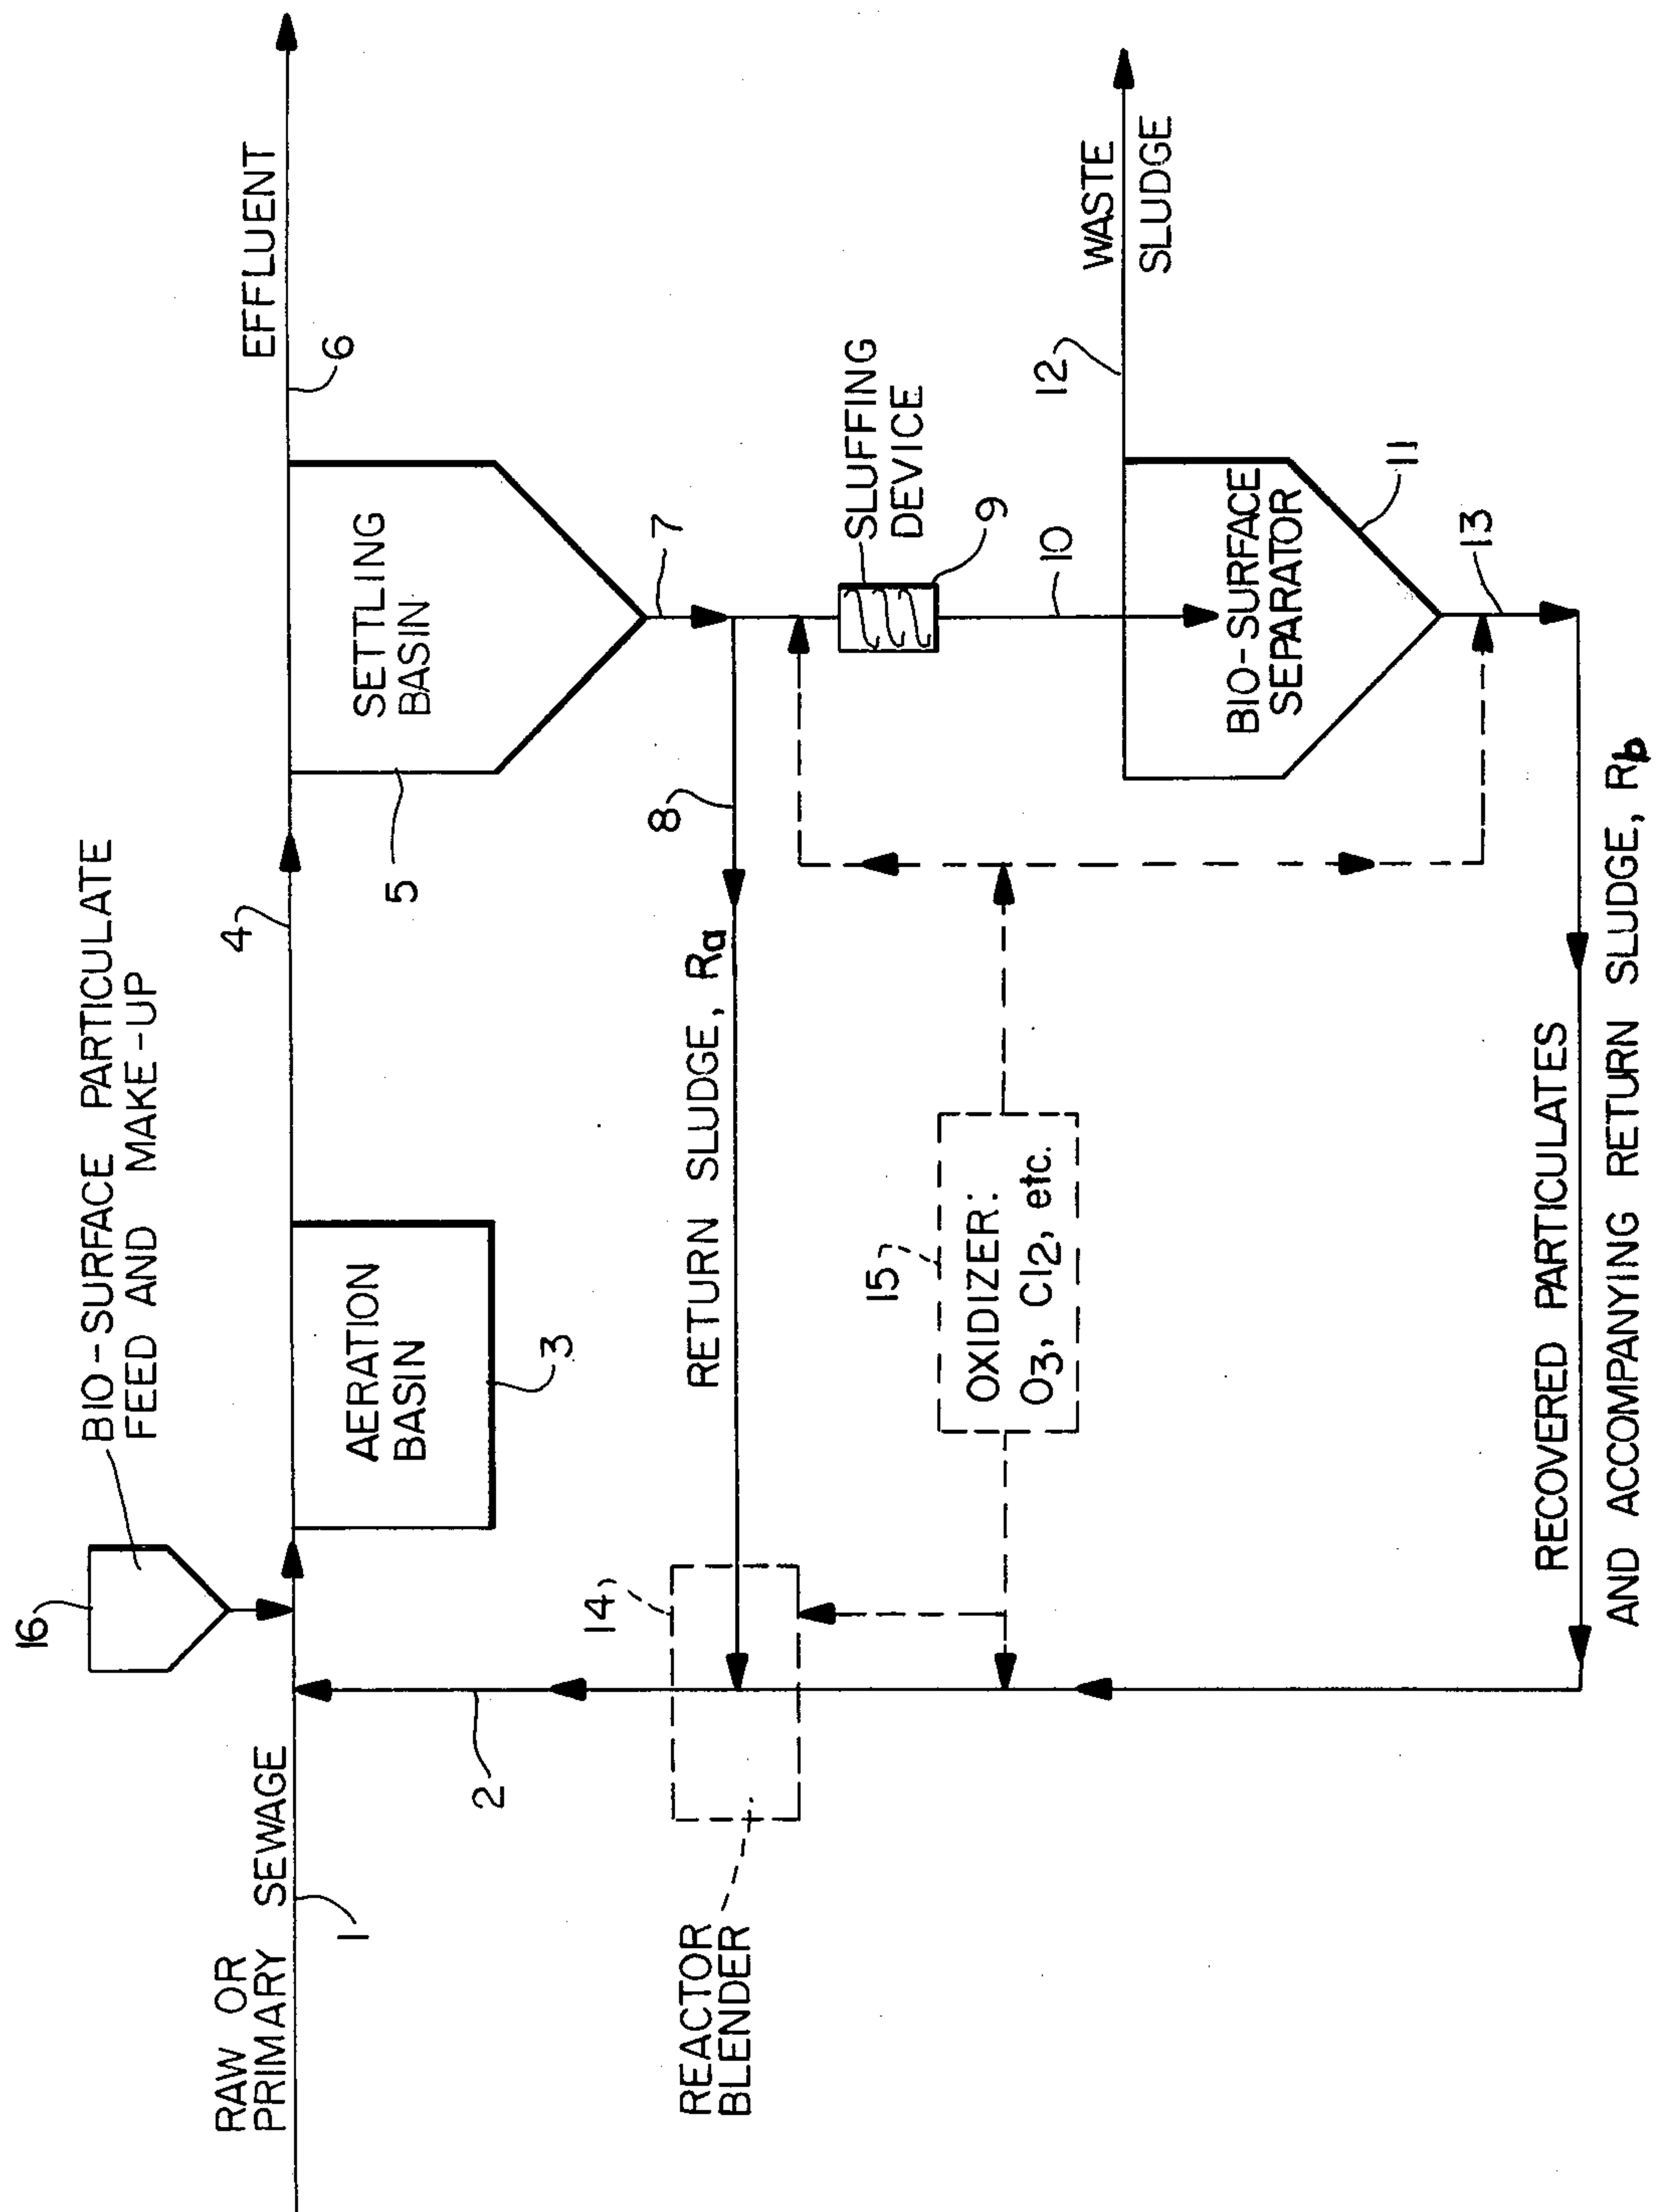 16
BIO-SURFACE PARTICULATE
FEED AND MAKE-UP
RAW OR
PRIMARY SEWAGE
1
2
AERATION
BASIN
3
4
SETTLING
BASIN
5
EFFLUENT
6
7
8
RETURN SLUDGE, Ra
REACTOR
BLENDER
14
15
OXIDIZER:
O3, Cl2, etc.
SLUFFING
DEVICE
9
10
BIO-SURFACE
SEPARATOR
11
12
WASTE
SLUDGE
13
RECOVERED PARTICULATES
AND ACCOMPANYING RETURN SLUDGE, Rb